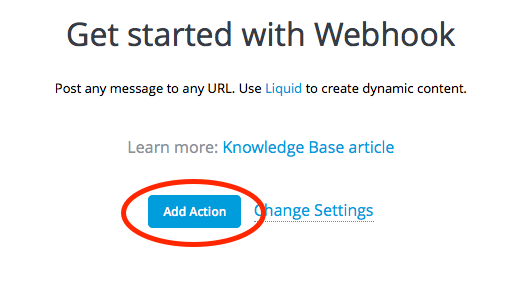 Get started with Webhook
Post any message to any URL. Use Liquid to create dynamic content.
Learn more: Knowledge Base article
Add Action Change Settings